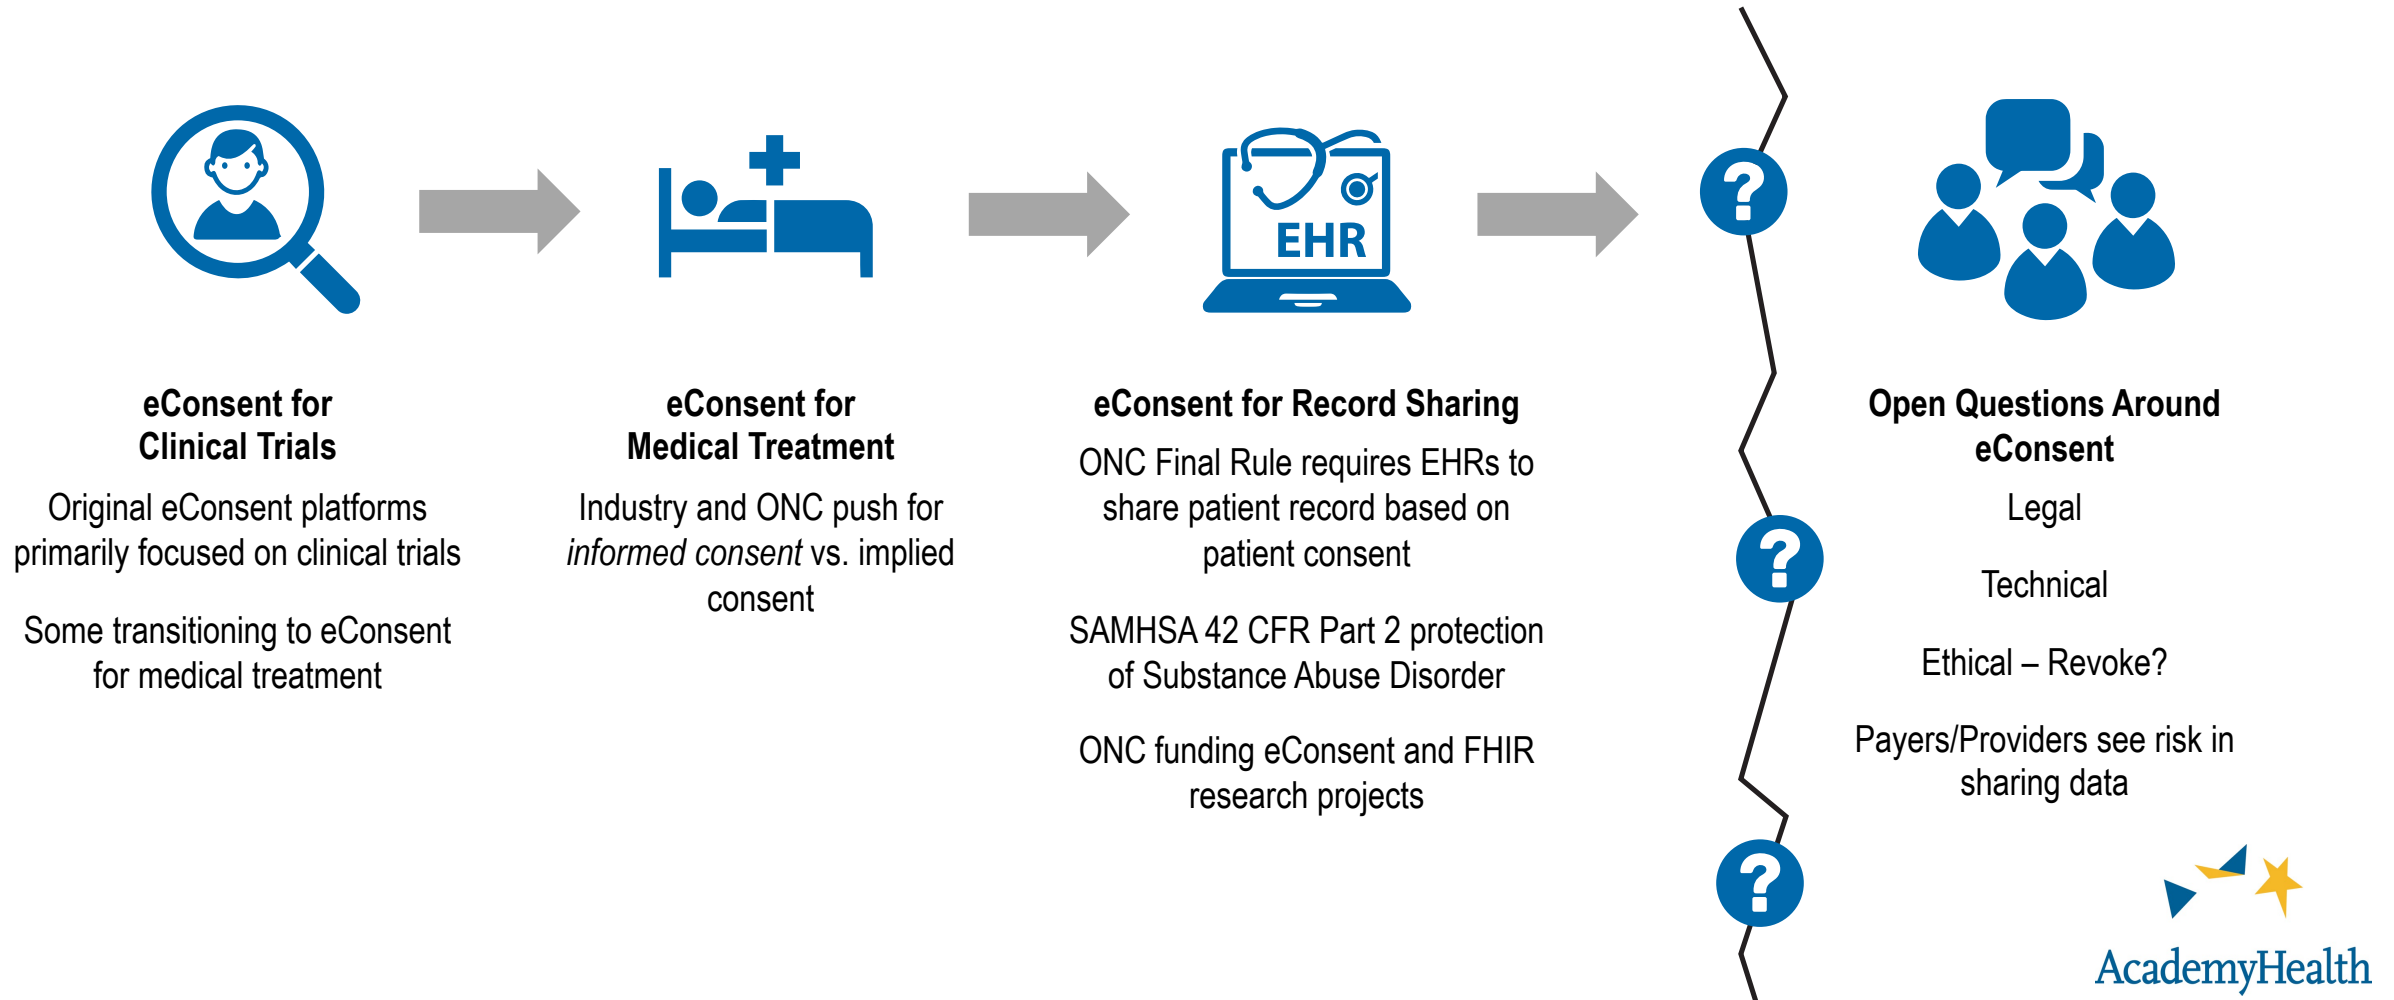 EHR
eConsent for
Clinical Trials
Original eConsent platforms
primarily focused on clinical trials
Some transitioning to eConsent
for medical treatment
eConsent for
Medical Treatment
Industry and ONC push for
informed consent vs. implied
consent
eConsent for Record Sharing
ONC Final Rule requires EHRs to
share patient record based on
patient consent
SAMHSA 42 CFR Part 2 protection
of Substance Abuse Disorder
ONC funding eConsent and FHIR
research projects
?
?
?
Open Questions Around
eConsent
Legal
Technical
Ethical – Revoke?
Payers/Providers see risk in
sharing data
AcademyHealth